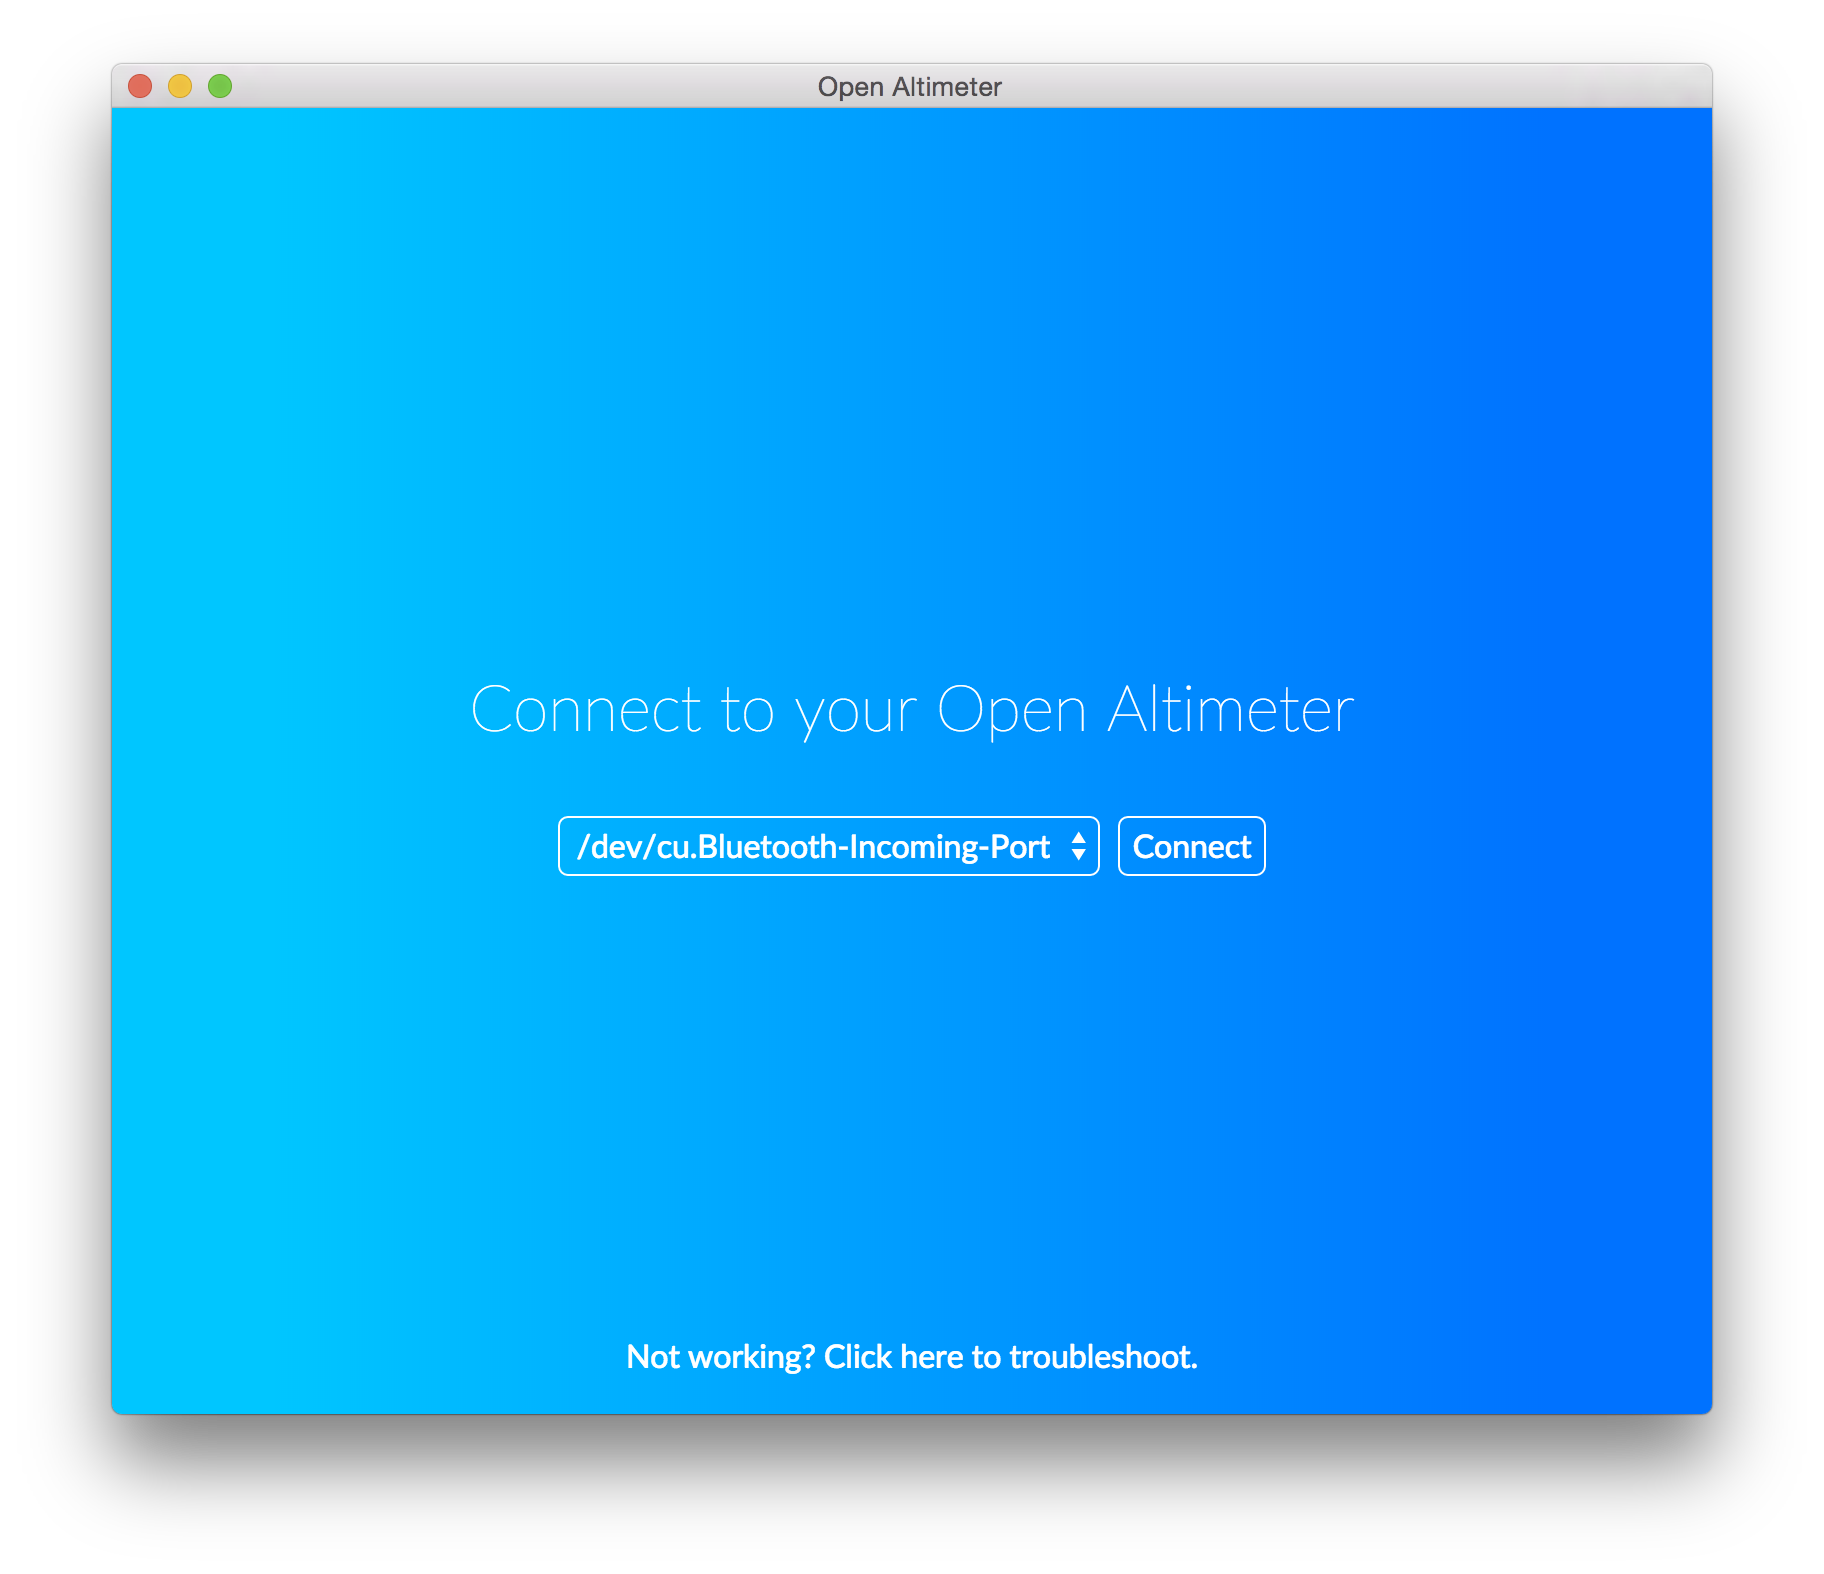 Open Altimeter
Connect to your Open Altimeter
/dev/cu.Bluetooth-Incoming-Port Connect
Not working? Click here to troubleshoot.